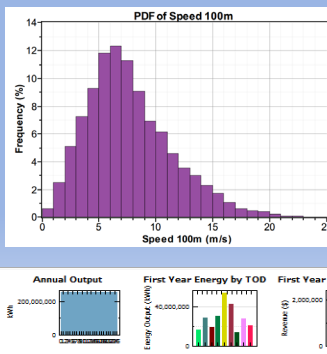 PDF of Speed 100m
14
12
10
8
6
4
2
0
Frequency (%)
0 5 10 15 20
Speed 100m (m/s)
Annual Output
200,000,000
0
kWh
First Year Energy by TOD
40,000,000
0
Energy Output (kWh)
First Year
2,000,000
0
Revenue ($)